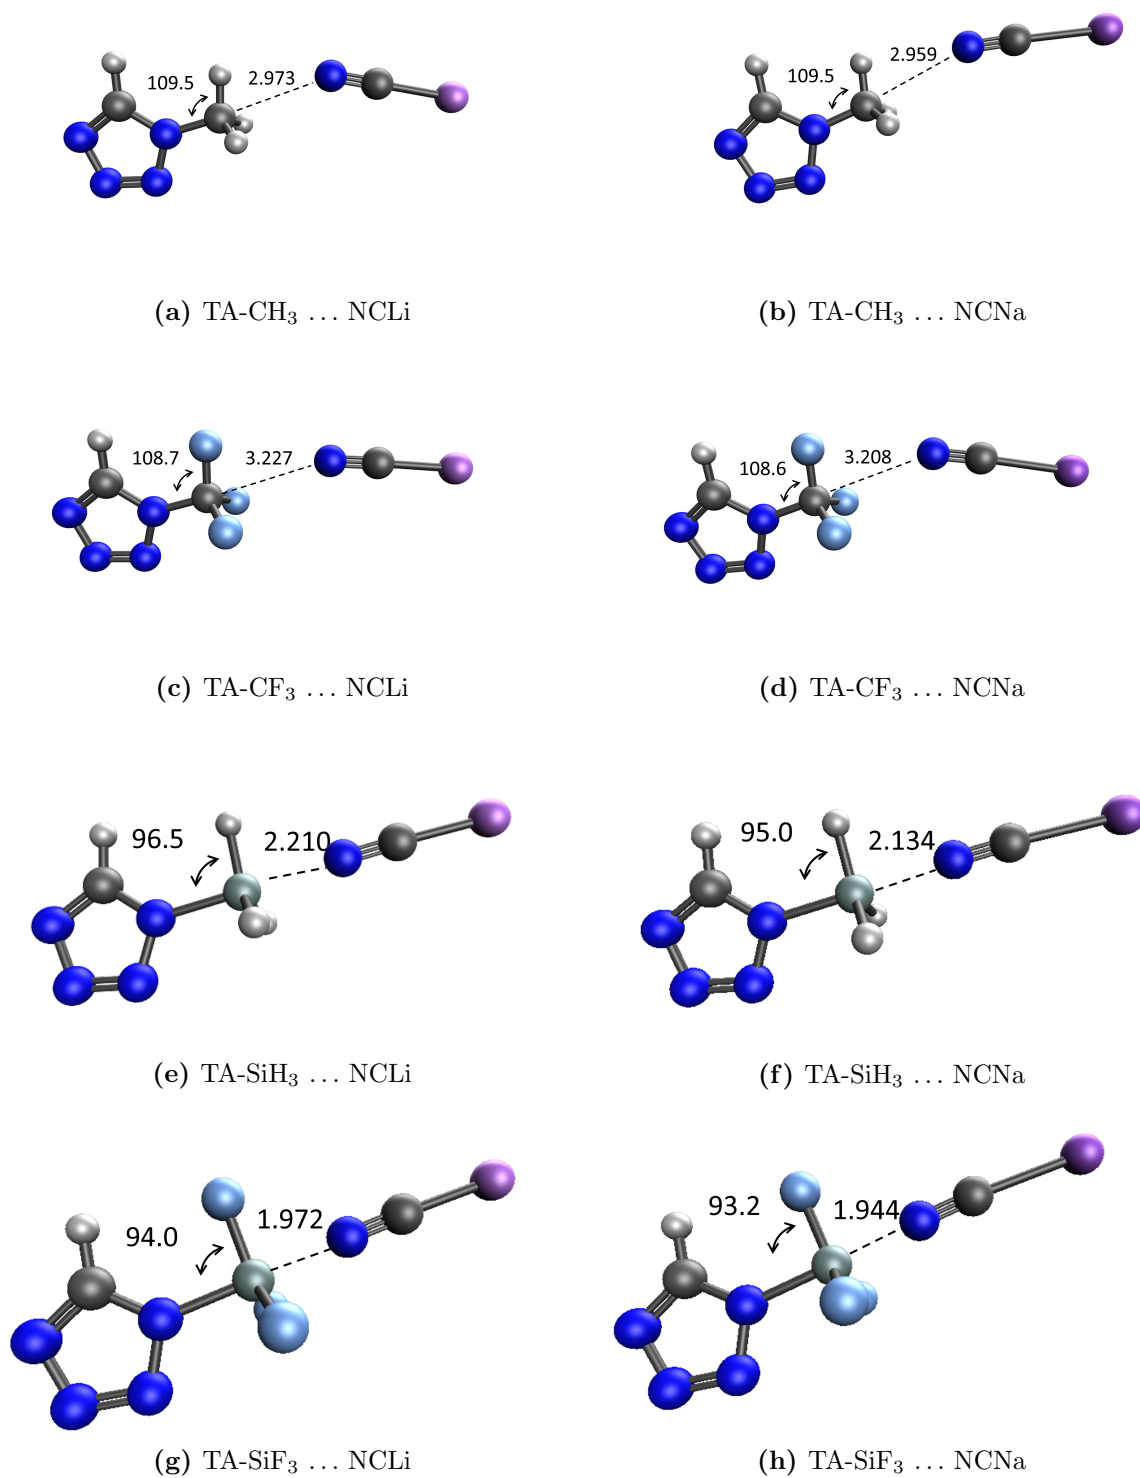 109.5 2.973
109.5 2.959
(a) TA-CH₃ … NCLi
(b) TA-CH₃ … NCNa
108.7 3.227
108.6 3.208
(c) TA-CF₃ … NCLi
(d) TA-CF₃ … NCNa
96.5 2.210
95.0 2.134
(e) TA-SiH₃ … NCLi
(f) TA-SiH₃ … NCNa
94.0 1.972
93.2 1.944
(g) TA-SiF₃ … NCLi
(h) TA-SiF₃ … NCNa